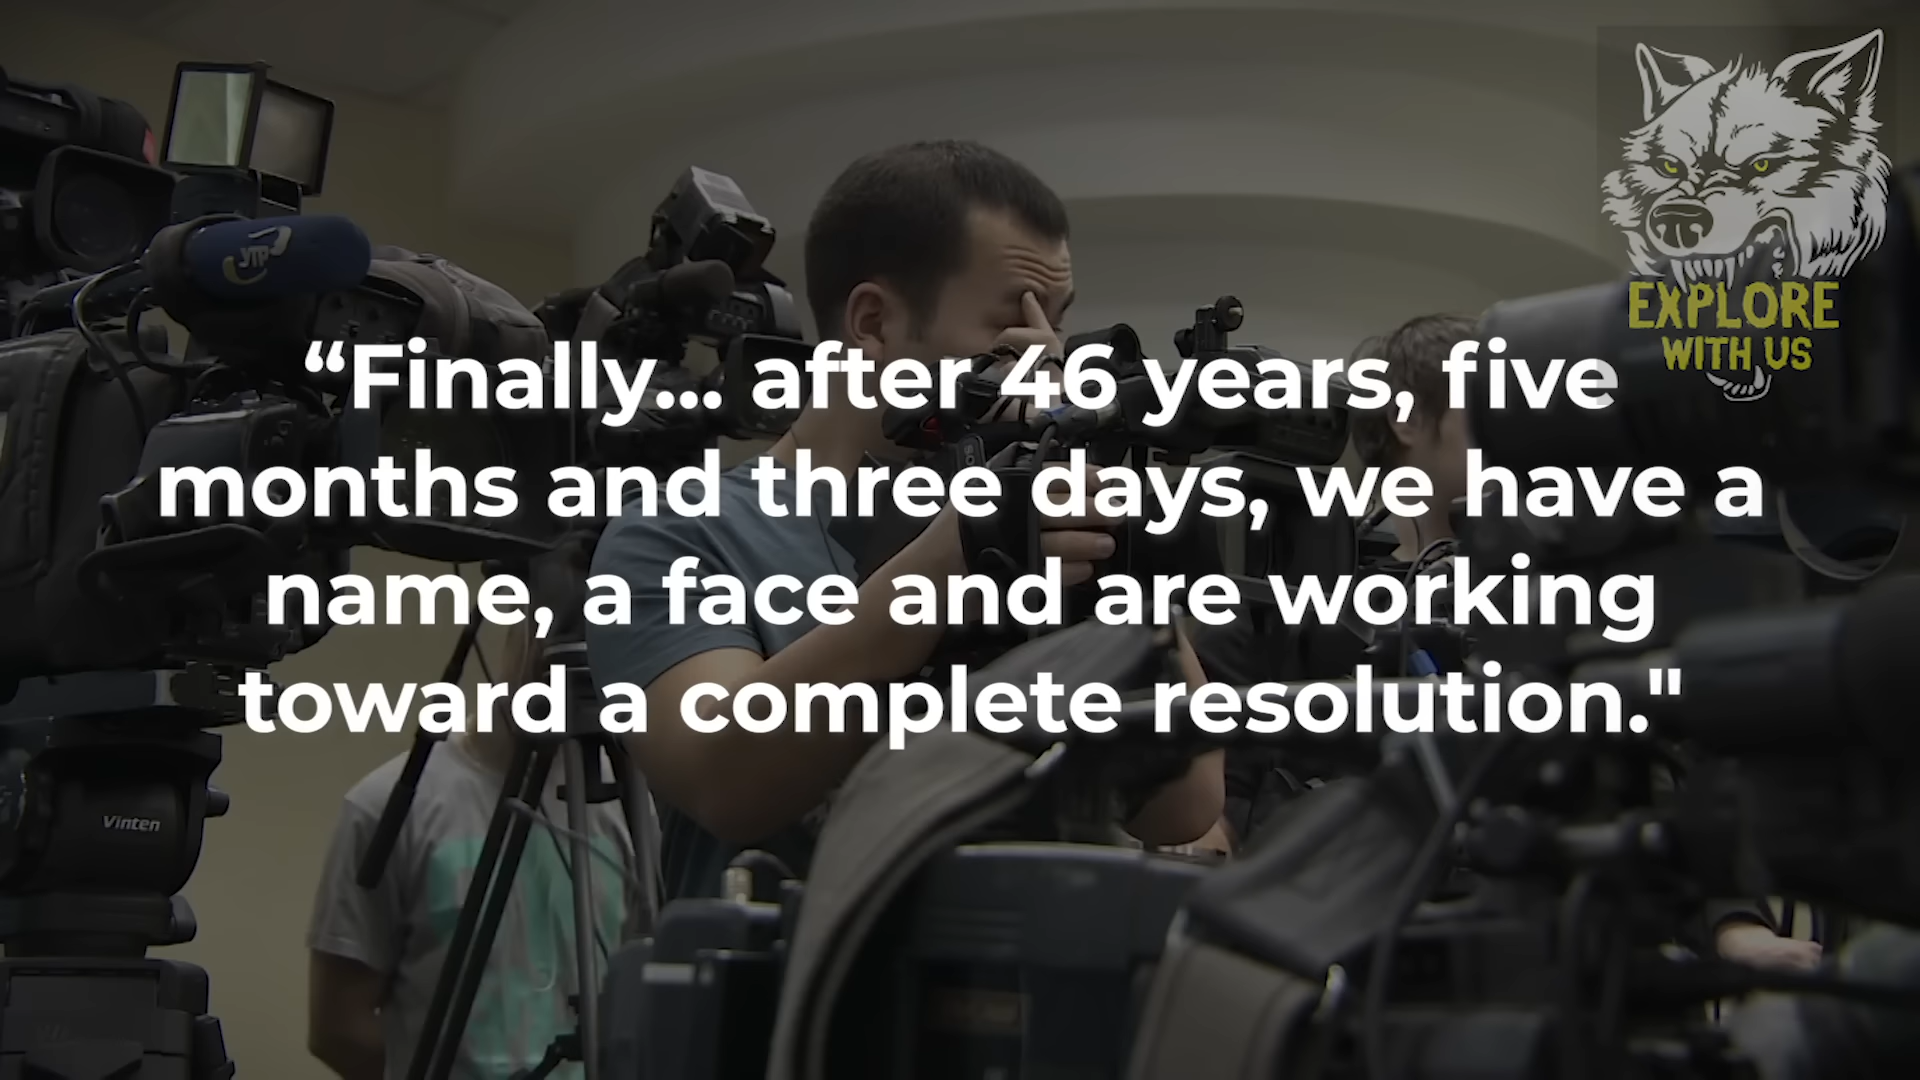 EXPLORE
WITH US
“Finally... after 46 years, five
months and three days, we have a
name, a face and are working
toward a complete resolution."
Vinten